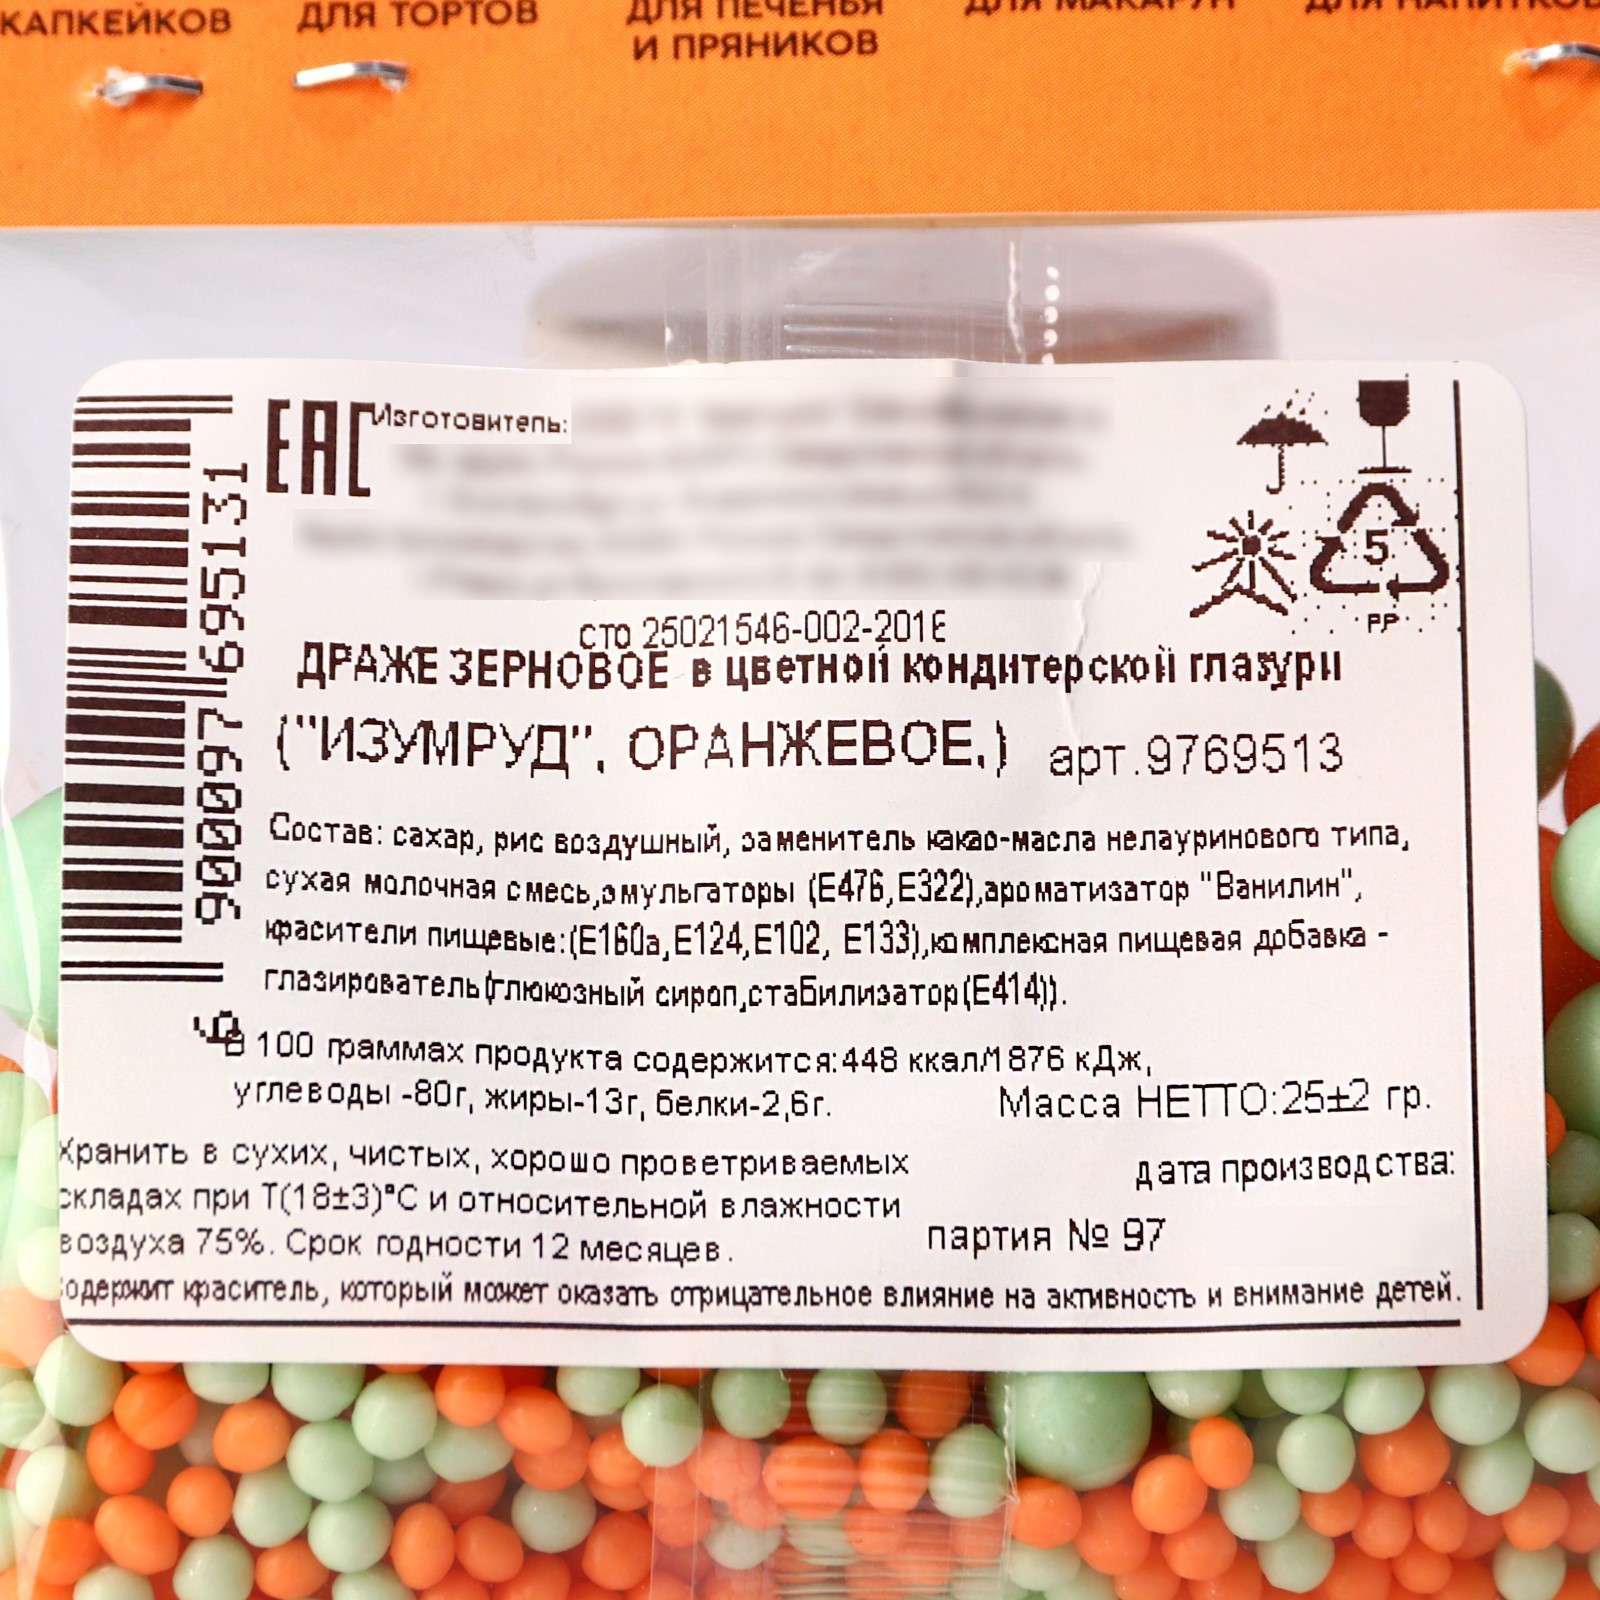 КАПКЕЙКОВ ДЛЯ ТОРТОВ ДЛЯ ПЕЧЕНЬЯ ДЛЯ МАКАРУН ДЛЯ НАПИТКОВ
И ПРЯНИКОВ
EAC
Изготовитель:
9000097695131
5
PP
сто 25021546-002-2016
ДРАЖЕ ЗЕРНОВОЕ в цветной кондитерской глазури
("ИЗУМРУД", ОРАНЖЕВОЕ,) арт.9769513
Состав: сахар, рис воздушный, заменитель какао-масла нелауринового типа,
сухая молочная смесь,эмульгаторы (Е476,Е322),ароматизатор "Ванилин",
красители пищевые:(Е160а,Е124,Е102, Е133),комплексная пищевая добавка -
глазирователь(глюкозный сироп,стабилизатор(Е414)).
В 100 граммах продукта содержится:448 ккал/1876 кДж,
углеводы -80г, жиры-13г, белки-2,6г.
Масса НЕТТО:25±2 гр.
Хранить в сухих, чистых, хорошо проветриваемых
складах при Т(18±3)°С и относительной влажности
воздуха 75%. Срок годности 12 месяцев.
дата производства:
партия № 97
Содержит краситель, который может оказать отрицательное влияние на активность и внимание детей.